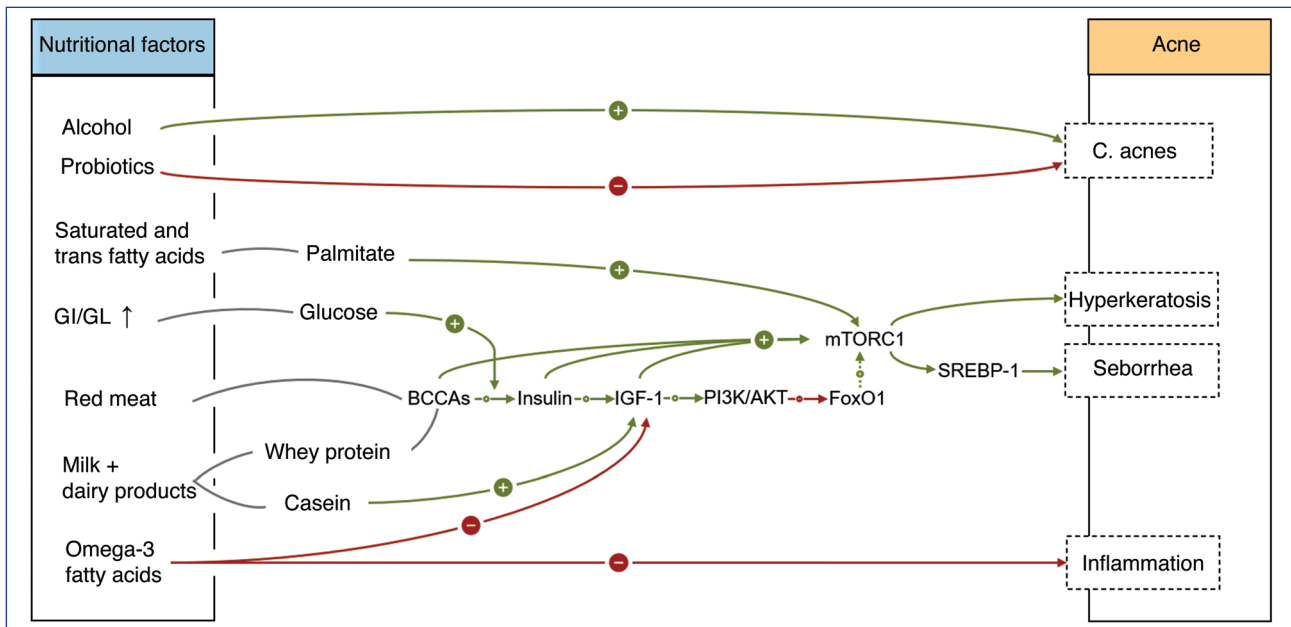 Nutritional factors
Acne
Alcohol
+
C. acnes
Probiotics
−
Saturated and
trans fatty acids
Palmitate
+
GI/GL ↑
Glucose
+
Hyperkeratosis
+
mTORC1
SREBP-1
Seborrhea
Red meat
BCCAs
Insulin
IGF-1
PI3K/AKT
FoxO1
Whey protein
Milk +
dairy products
Casein
+
−
Omega-3
fatty acids
−
Inflammation